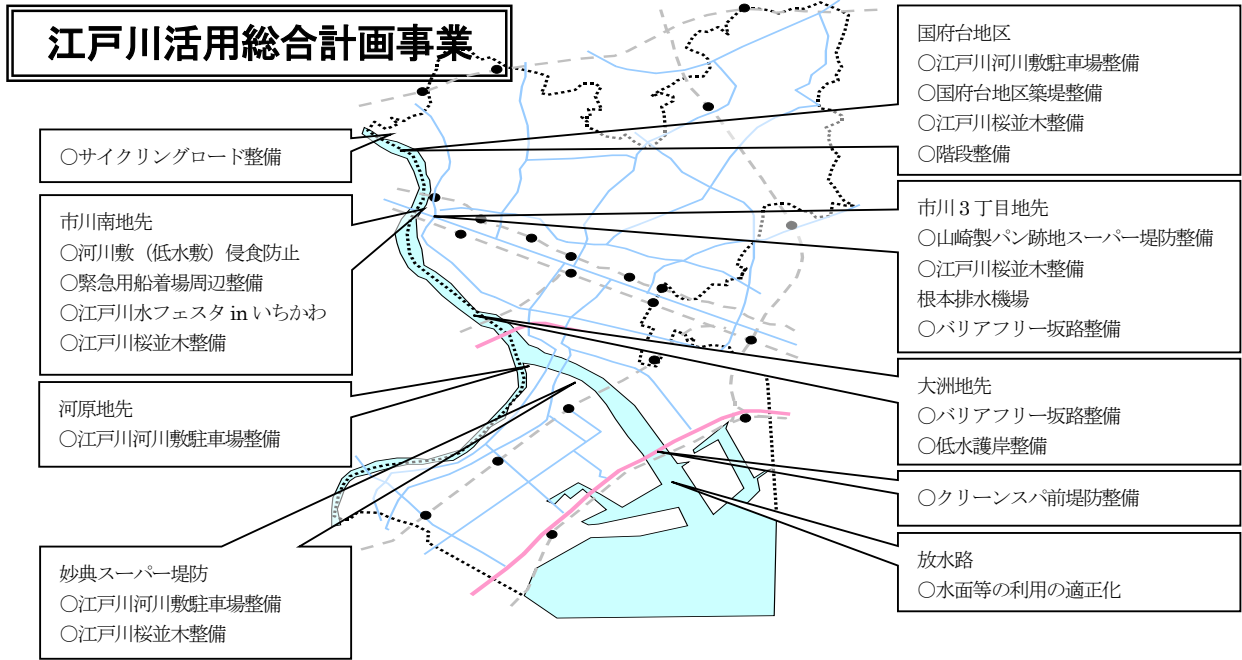 江戸川活用総合計画事業
○サイクリングロード整備
市川南地先
○河川敷（低水敷）侵食防止
○緊急用船着場周辺整備
○江戸川水フェスタ in いちかわ
○江戸川桜並木整備
河原地先
○江戸川河川敷駐車場整備
妙典スーパー堤防
○江戸川河川敷駐車場整備
○江戸川桜並木整備
国府台地区
○江戸川河川敷駐車場整備
○国府台地区築堤整備
○江戸川桜並木整備
○階段整備
市川３丁目地先
○山崎製パン跡地スーパー堤防整備
○江戸川桜並木整備
根本排水機場
○バリアフリー坂路整備
大洲地先
○バリアフリー坂路整備
○低水護岸整備
○クリーンスパ前堤防整備
放水路
○水面等の利用の適正化